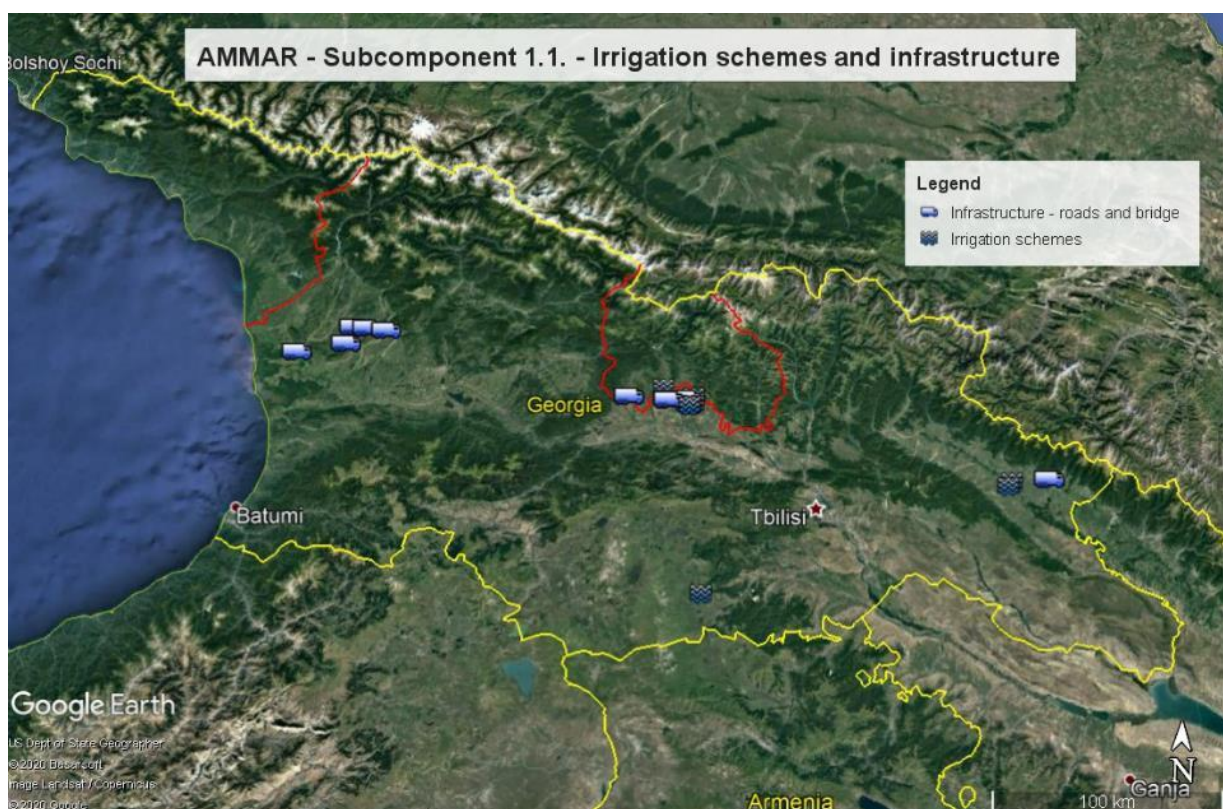 Bolshoy Sochi
AMMAR - Subcomponent 1.1. - Irrigation schemes and infrastructure
Legend
Infrastructure - roads and bridge
Irrigation schemes
Georgia
Batumi
Tbilisi
Google Earth
US Dept of State Geographer
©2020 Basarsoft
Image Landsat / Copernicus
©2020 Google
N
Ganja
Armenia
100 km